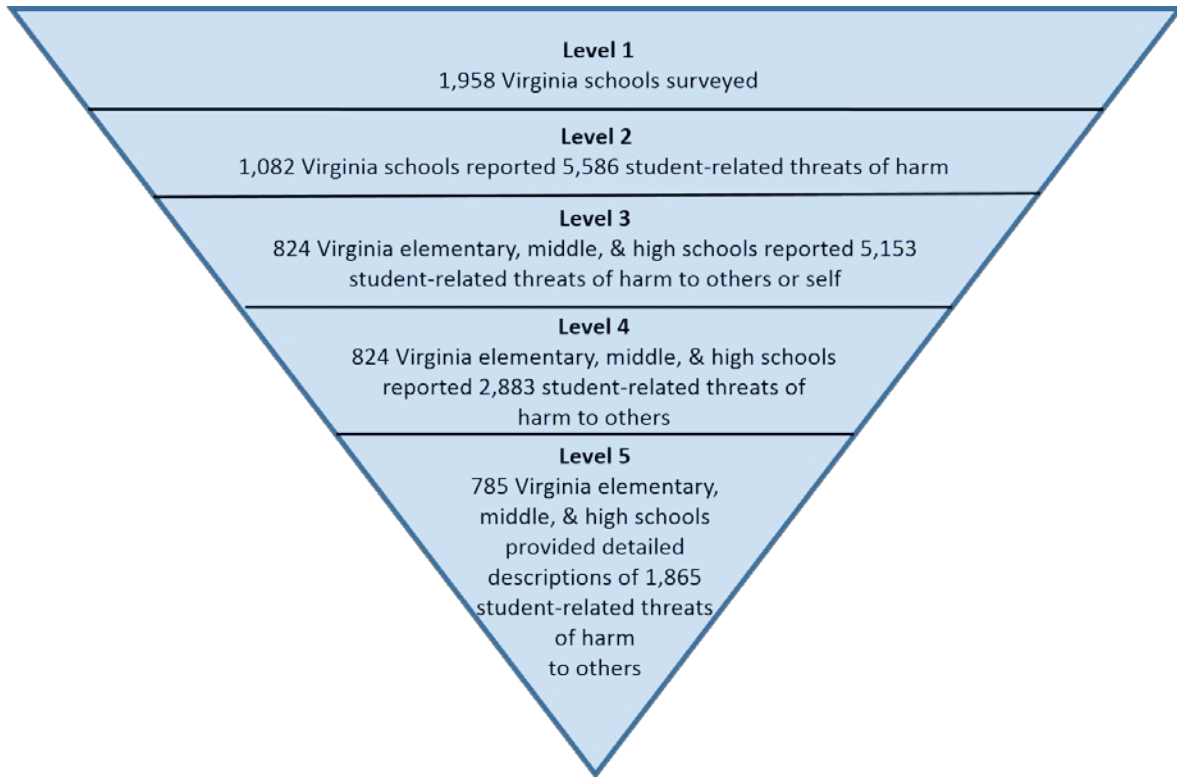 Level 1
1,958 Virginia schools surveyed
Level 2
1,082 Virginia schools reported 5,586 student-related threats of harm
Level 3
824 Virginia elementary, middle, & high schools reported 5,153
student-related threats of harm to others or self
Level 4
824 Virginia elementary, middle, & high schools
reported 2,883 student-related threats of
harm to others
Level 5
785 Virginia elementary,
middle, & high schools
provided detailed
descriptions of 1,865
student-related threats
of harm
to others